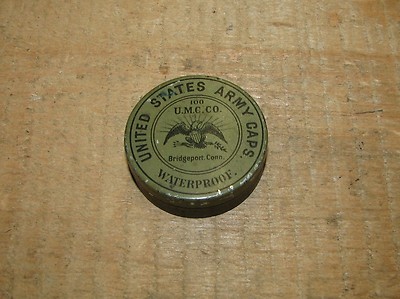 UNITED STATES ARMY CAPS.
100
U.M.C.CO.
Bridgeport. Conn.
WATERPROOF.